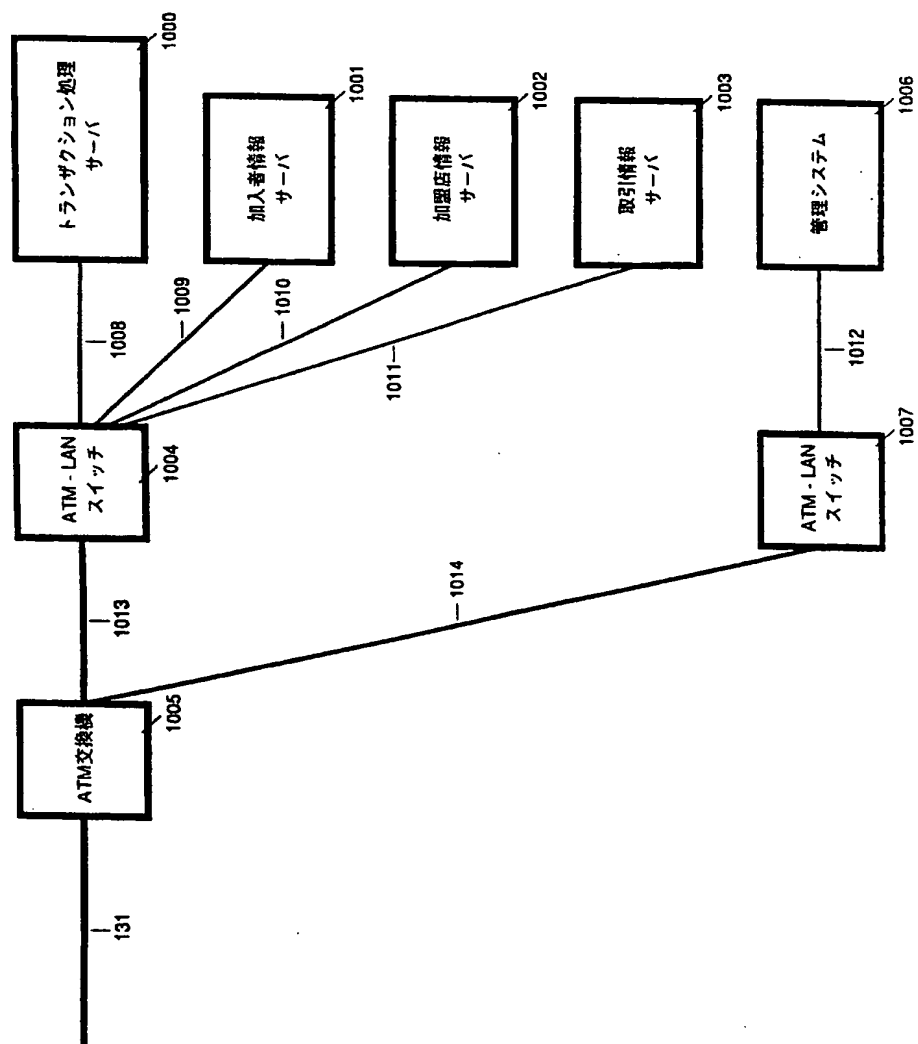 トランザクション処理
サーバ
1000
加入者情報
サーバ
1001
加盟店情報
サーバ
1002
取引情報
サーバ
1003
管理システム
1006
1008
1009
1010
1011
1012
ATM - LAN
スイッチ
1004
ATM - LAN
スイッチ
1007
1013
1014
ATM交換機
1005
131